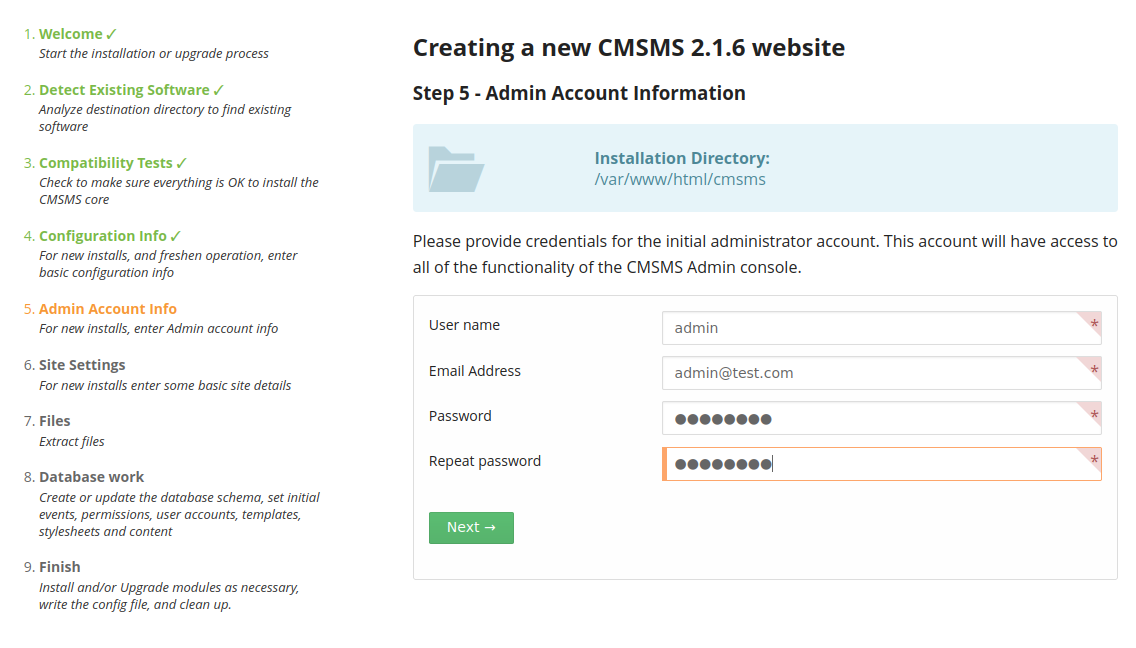 1. Welcome ✓
Start the installation or upgrade process
2. Detect Existing Software ✓
Analyze destination directory to find existing
software
3. Compatibility Tests ✓
Check to make sure everything is OK to install the
CMSMS core
4. Configuration Info ✓
For new installs, and freshen operation, enter
basic configuration info
5. Admin Account Info
For new installs, enter Admin account info
6. Site Settings
For new installs enter some basic site details
7. Files
Extract files
8. Database work
Create or update the database schema, set initial
events, permissions, user accounts, templates,
stylesheets and content
9. Finish
Install and/or Upgrade modules as necessary,
write the config file, and clean up.
Creating a new CMSMS 2.1.6 website
Step 5 - Admin Account Information
Installation Directory:
/var/www/html/cmsms
Please provide credentials for the initial administrator account. This account will have access to
all of the functionality of the CMSMS Admin console.
User name admin *
Email Address admin@test.com *
Password ●●●●●●●● *
Repeat password ●●●●●●●● *
Next →